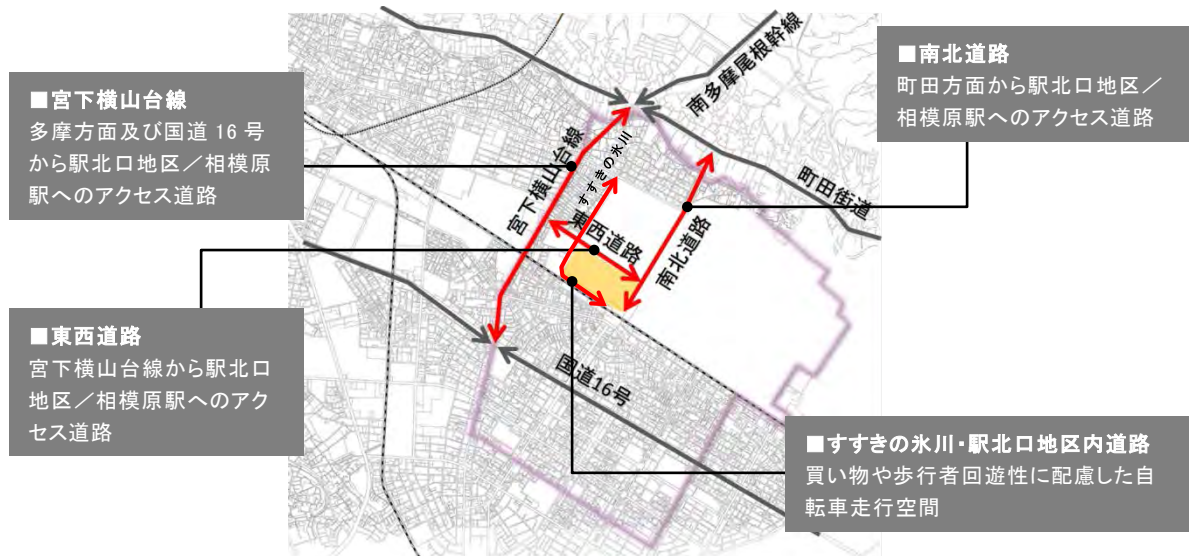 ■宮下横山台線
多摩方面及び国道 16 号
から駅北口地区／相模原
駅へのアクセス道路
■東西道路
宮下横山台線から駅北口
地区／相模原駅へのアク
セス道路
南多摩尾根幹線
宮下横山台線
すすきの氷川
東西道路
南北道路
町田街道
国道16号
■南北道路
町田方面から駅北口地区／
相模原駅へのアクセス道路
■すすきの氷川・駅北口地区内道路
買い物や歩行者回遊性に配慮した自
転車走行空間